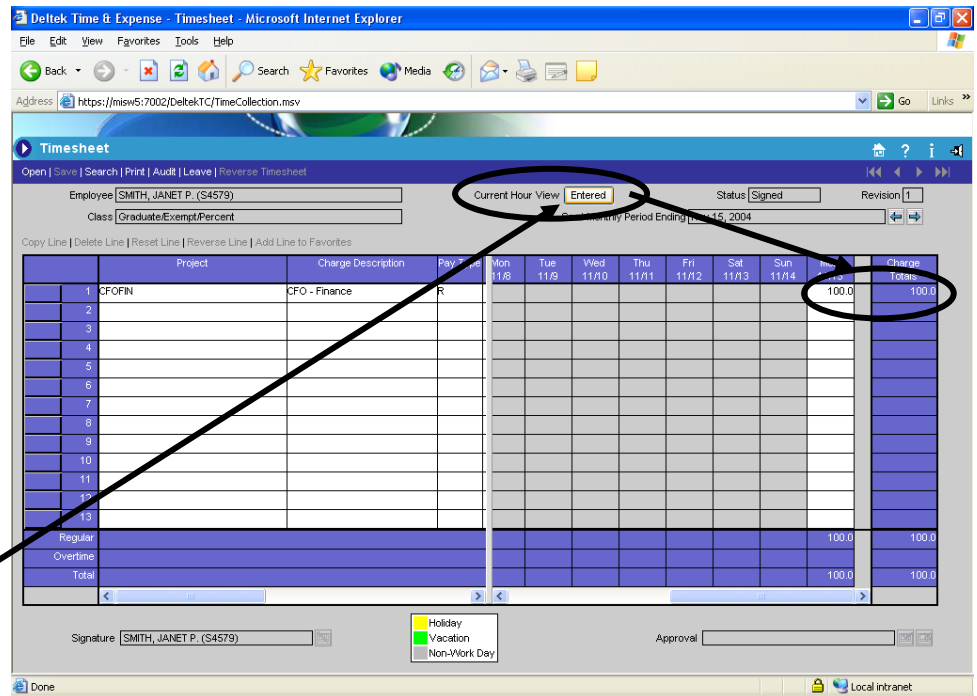 Deltek Time & Expense - Timesheet - Microsoft Internet Explorer
File Edit View Favorites Tools Help
Back Search Favorites Media
Address https://misw5:7002/DeltekTC/TimeCollection.msv Go Links »
Timesheet ? i
Open | Save | Search | Print | Audit | Leave | Reverse Timesheet
Employee SMITH, JANET P. (S4579) Current Hour View Entered Status Signed Revision 1
Class Graduate/Exempt/Percent Period Ending 15, 2004
Copy Line | Delete Line | Reset Line | Reverse Line | Add Line to Favorites
Project Charge Description Pay Type Mon 11/8 Tue 11/9 Wed 11/10 Thu 11/11 Fri 11/12 Sat 11/13 Sun 11/14 Charge Totals
1 CFOFIN CFO - Finance R 100.0 100.0
2
3
4
5
6
7
8
9
10
11
12
13
Regular 100.0 100.0
Overtime
Total 100.0 100.0
Holiday
Signature SMITH, JANET P. (S4579) Vacation Approval
Non-Work Day
Done Local intranet